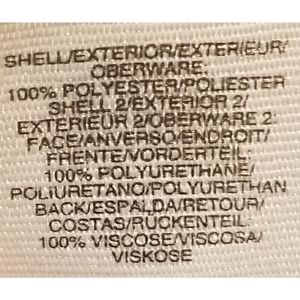 SHELL/EXTERIOR/EXTERIEUR/
OBERWARE:
100% POLYESTER/POLIESTER
SHELL 2/EXTERIOR 2/
EXTERIEUR 2/OBERWARE 2:
FACE/ANVERSO/ENDROIT/
FRENTE/VORDERTEIL:
100% POLYURETHANE/
POLIURETANO/POLYURETHAN
BACK/ESPALDA/RETOUR/
COSTAS/RUCKENTEIL:
100% VISCOSE/VISCOSA/
VISKOSE